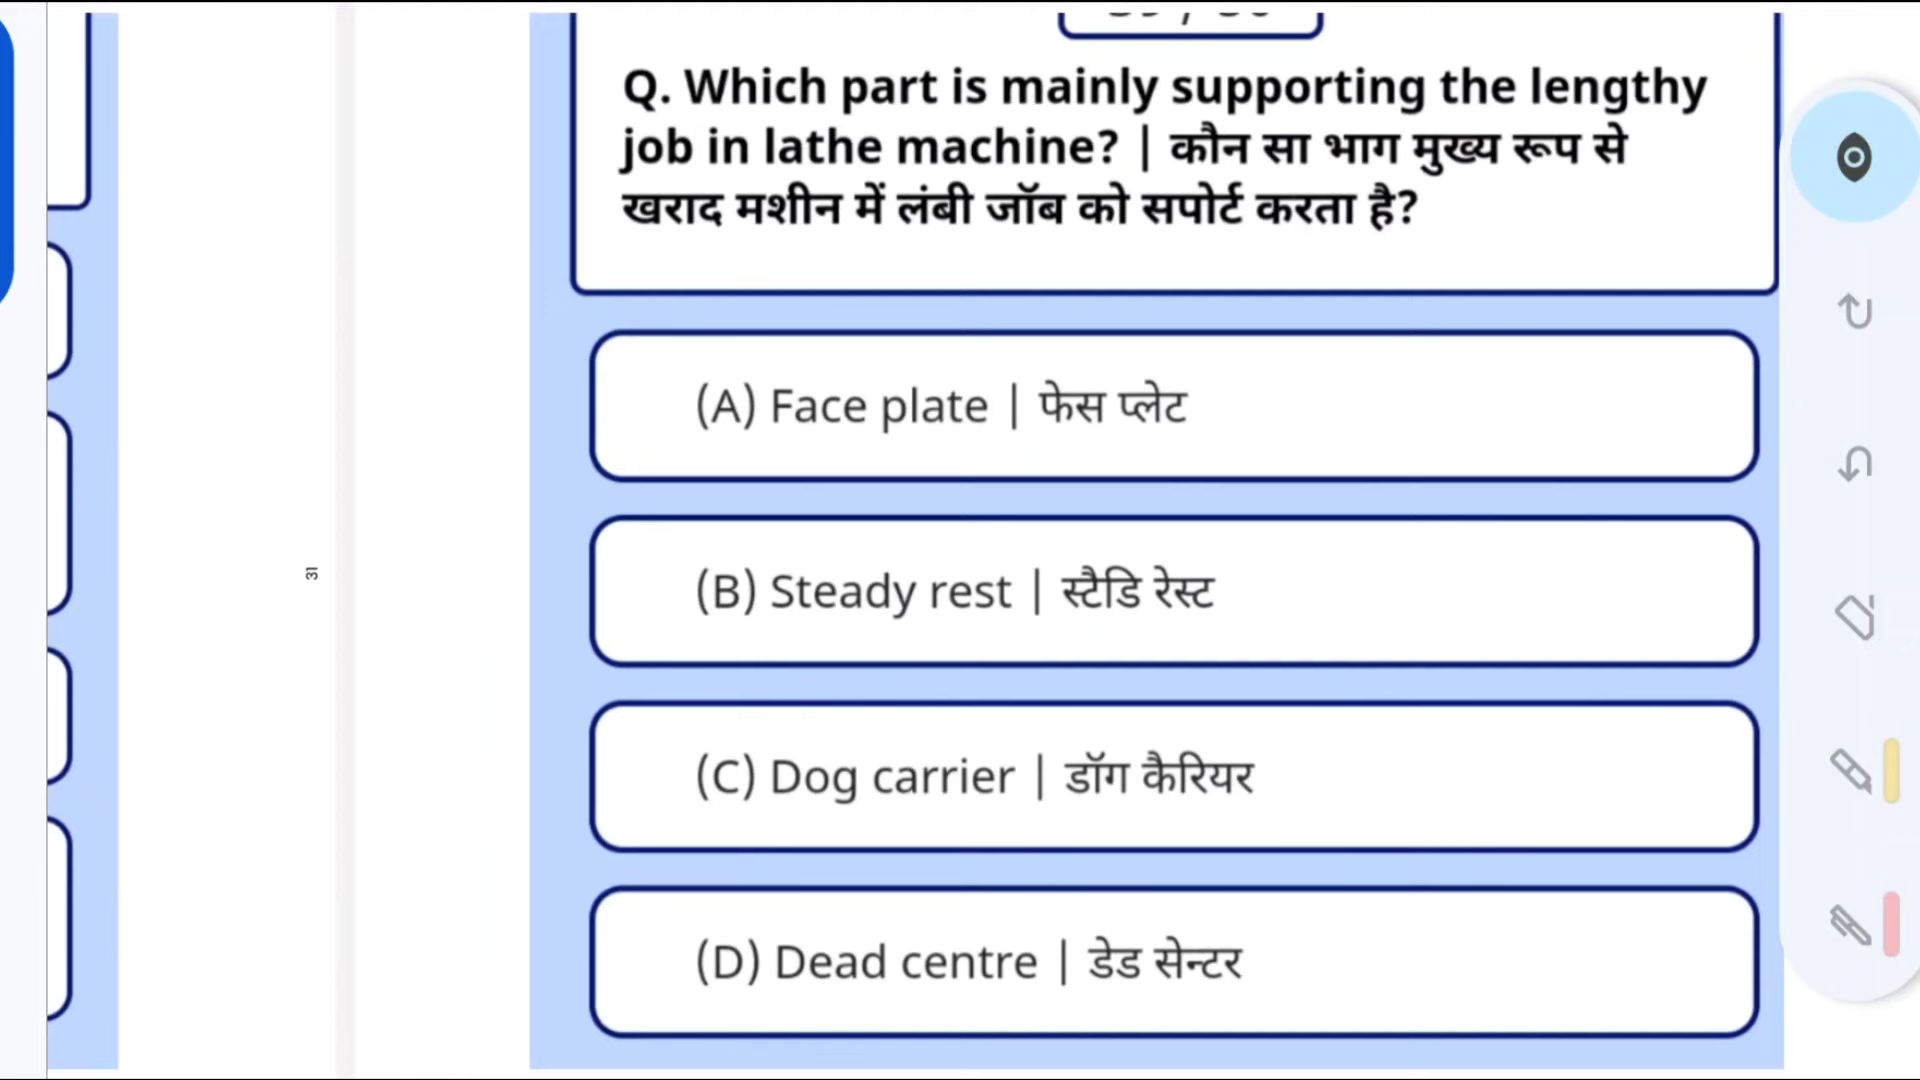 Q. Which part is mainly supporting the lengthy
job in lathe machine? | कौन सा भाग मुख्य रूप से
खराद मशीन में लंबी जॉब को सपोर्ट करता है?
(A) Face plate | फेस प्लेट
(B) Steady rest | स्टैडि रेस्ट
(C) Dog carrier | डॉग कैरियर
(D) Dead centre | डेड सेन्टर
31